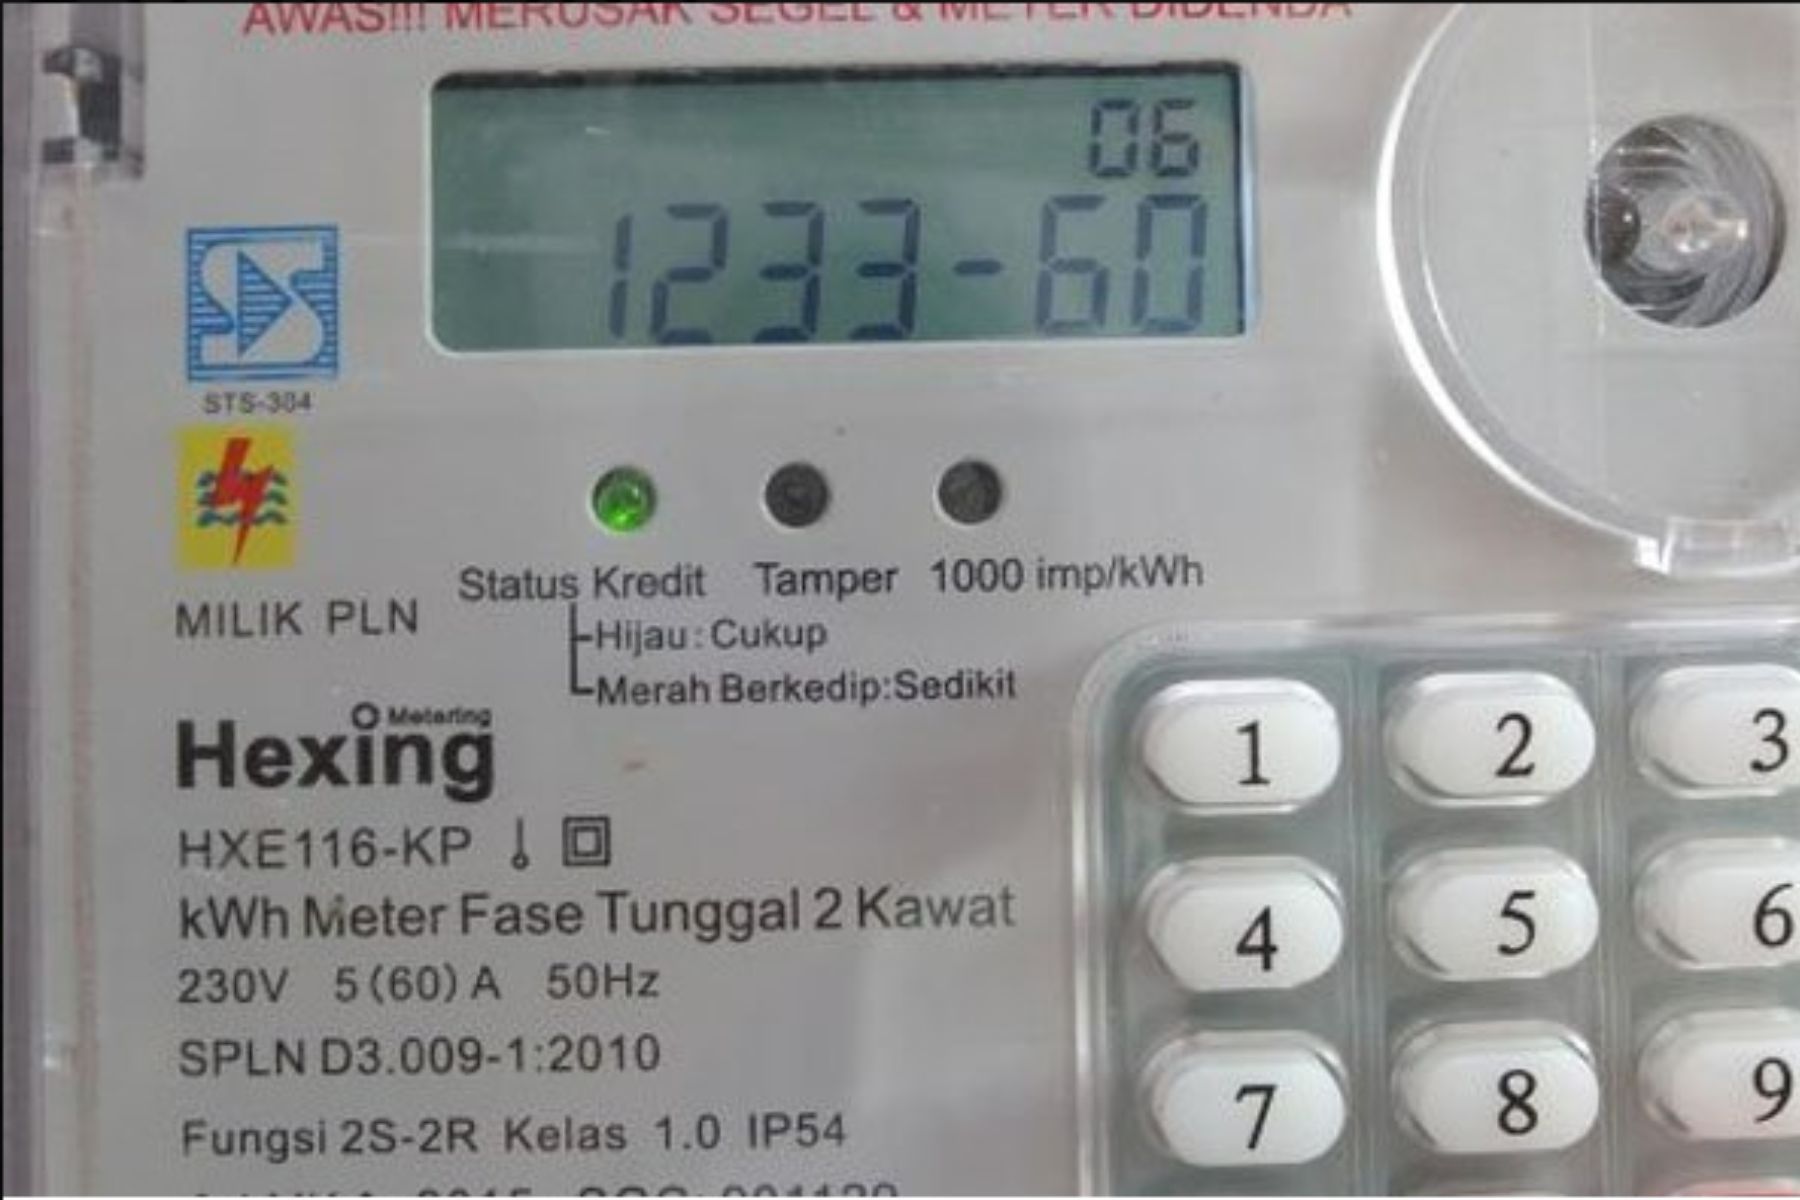 AWAS!!! MERUSAK SEGEL & METER DIDENDA
06
1233-60
STS-304
Status Kredit Tamper 1000 imp/kWh
Hijau: Cukup
Merah Berkedip:Sedikit
MILIK PLN
Metering
Hexing
HXE116-KP
kWh Meter Fase Tunggal 2 Kawat
230V 5(60)A 50Hz
SPLN D3.009-1:2010
Fungsi 2S-2R Kelas 1.0 IP54
1 2 3
4 5 6
7 8 9